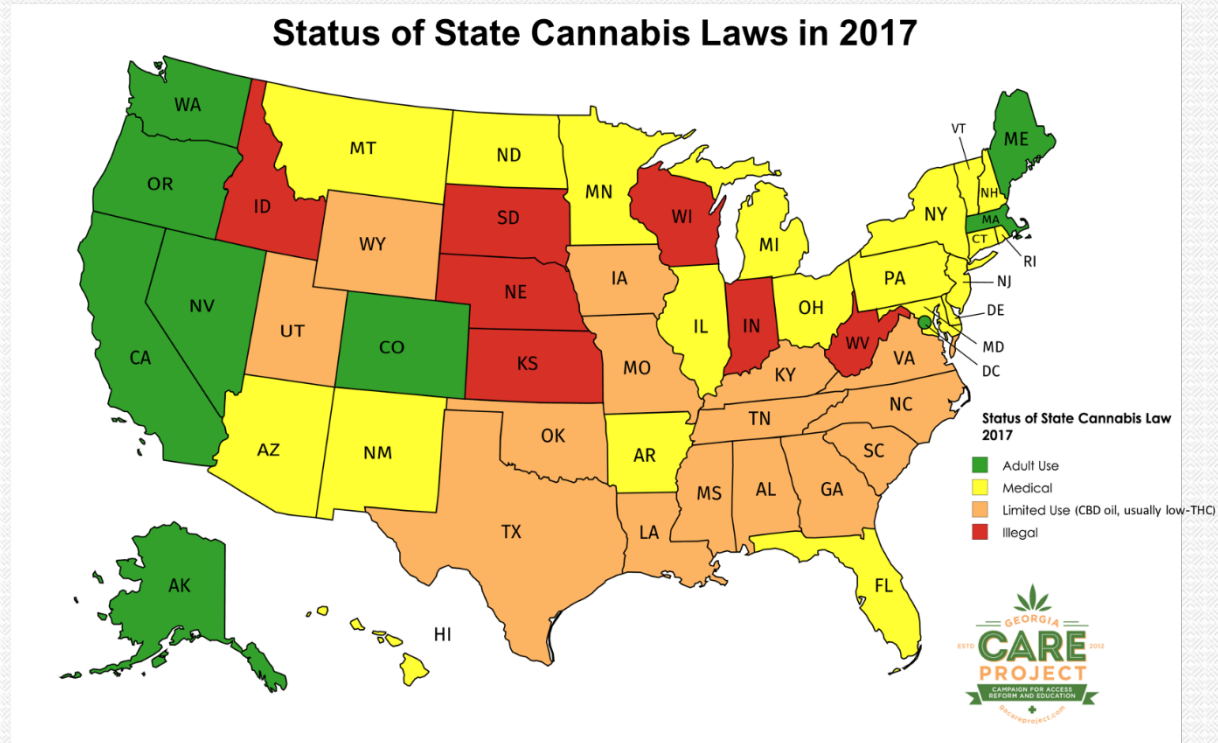 Status of State Cannabis Laws in 2017
WA
MT
ND
MN
OR
ID
SD
WI
WY
MI
NY
VT
NH
ME
MA
CT
RI
NJ
PA
DE
MD
DC
NV
UT
CO
NE
IA
IL
IN
OH
WV
VA
CA
KS
MO
KY
NC
TN
AZ
NM
OK
AR
SC
MS
AL
GA
TX
LA
FL
AK
HI
Status of State Cannabis Law
2017
Adult Use
Medical
Limited Use (CBD oil, usually low-THC)
Illegal
GEORGIA
ESTD
CARE
2012
PROJECT
CAMPAIGN FOR ACCESS
REFORM AND EDUCATION
gacareproject.com